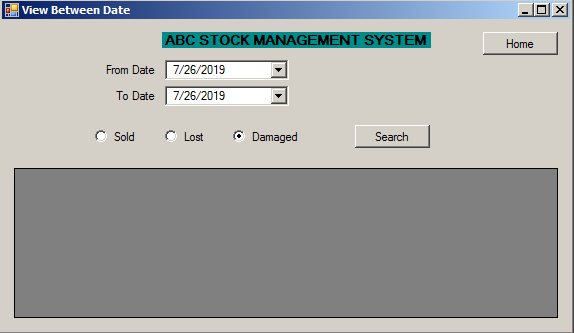 View Between Date
ABC STOCK MANAGEMENT SYSTEM
Home
From Date 7/26/2019
To Date 7/26/2019
Sold Lost Damaged Search